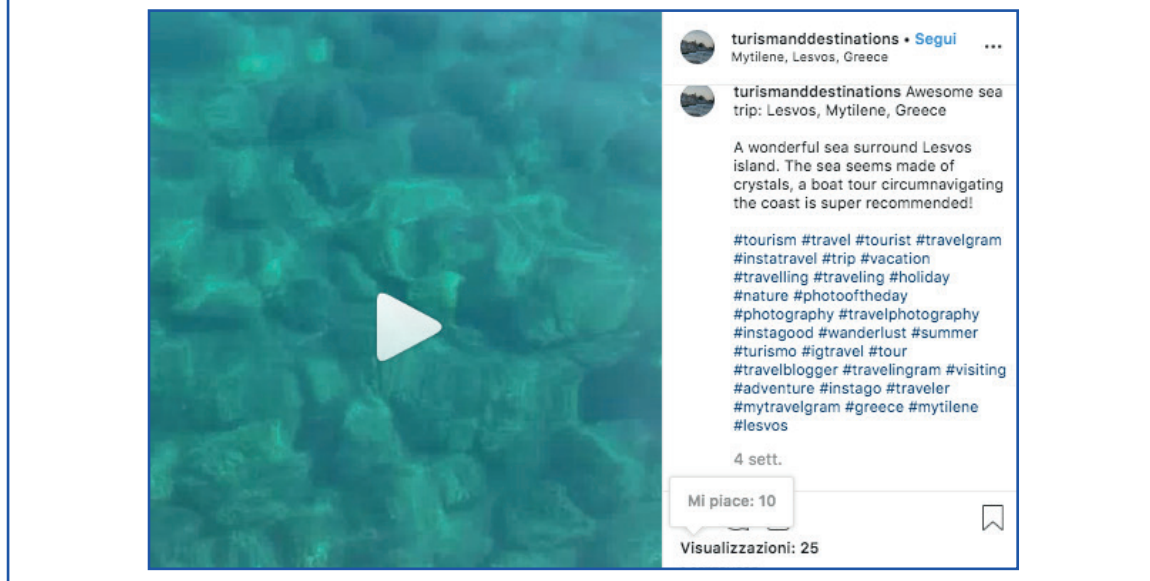 turismanddestinations • Segui
Mytilene, Lesvos, Greece
turismanddestinations Awesome sea
trip: Lesvos, Mytilene, Greece
A wonderful sea surround Lesvos
island. The sea seems made of
crystals, a boat tour circumnavigating
the coast is super recommended!
#tourism #travel #tourist #travelgram
#instatravel #trip #vacation
#travelling #traveling #holiday
#nature #photooftheday
#photography #travelphotography
#instagood #wanderlust #summer
#turismo #igtravel #tour
#travelblogger #travelingram #visiting
#adventure #instago #traveler
#mytravelgram #greece #mytilene
#lesvos
4 sett.
Mi piace: 10
Visualizzazioni: 25